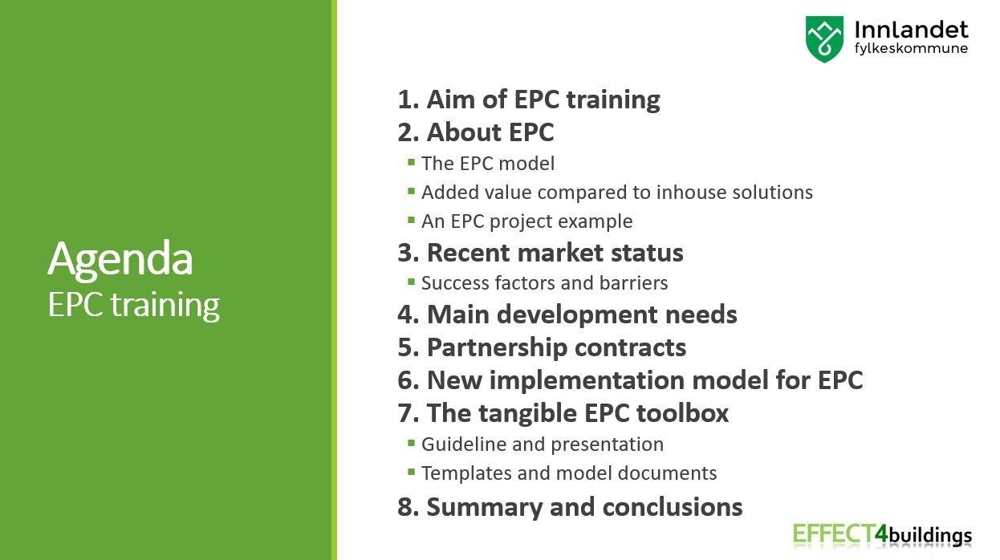 Agenda
EPC training
Innlandet
fylkeskommune
1. Aim of EPC training
2. About EPC
▪ The EPC model
▪ Added value compared to inhouse solutions
▪ An EPC project example
3. Recent market status
▪ Success factors and barriers
4. Main development needs
5. Partnership contracts
6. New implementation model for EPC
7. The tangible EPC toolbox
▪ Guideline and presentation
▪ Templates and model documents
8. Summary and conclusions
EFFECT4buildings